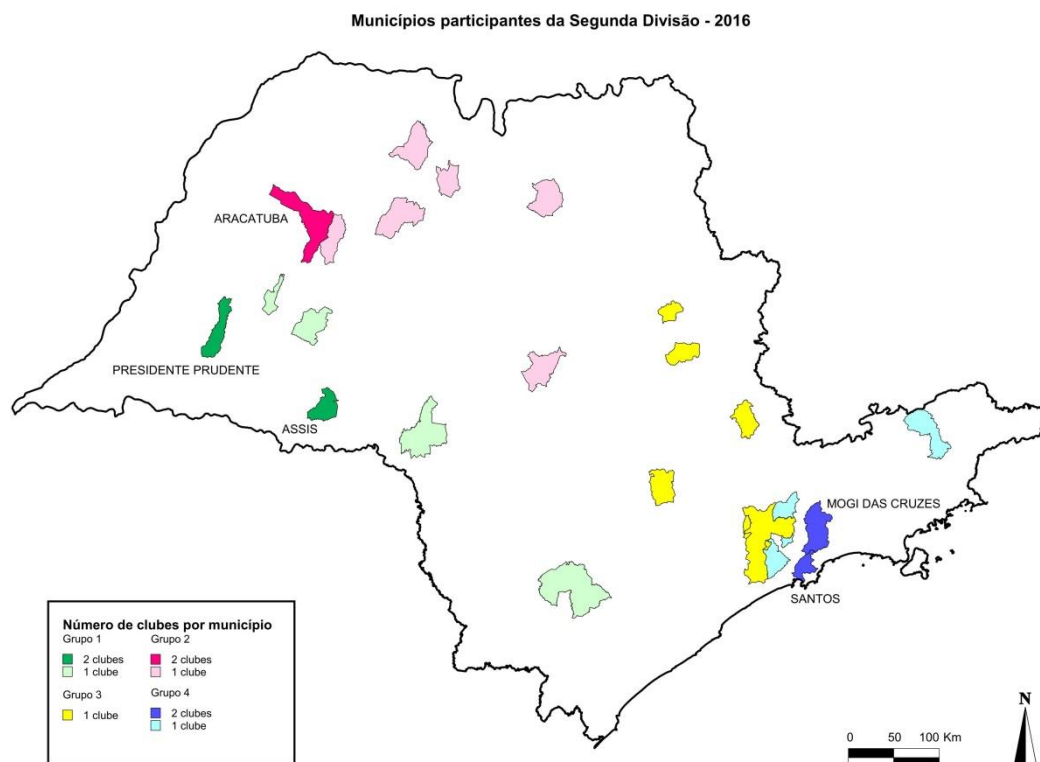 Municípios participantes da Segunda Divisão - 2016
ARACATUBA
PRESIDENTE PRUDENTE
ASSIS
MOGI DAS CRUZES
SANTOS
Número de clubes por município
Grupo 1
2 clubes
1 clube
Grupo 2
2 clubes
1 clube
Grupo 3
1 clube
Grupo 4
2 clubes
1 clube
N
0 50 100 Km